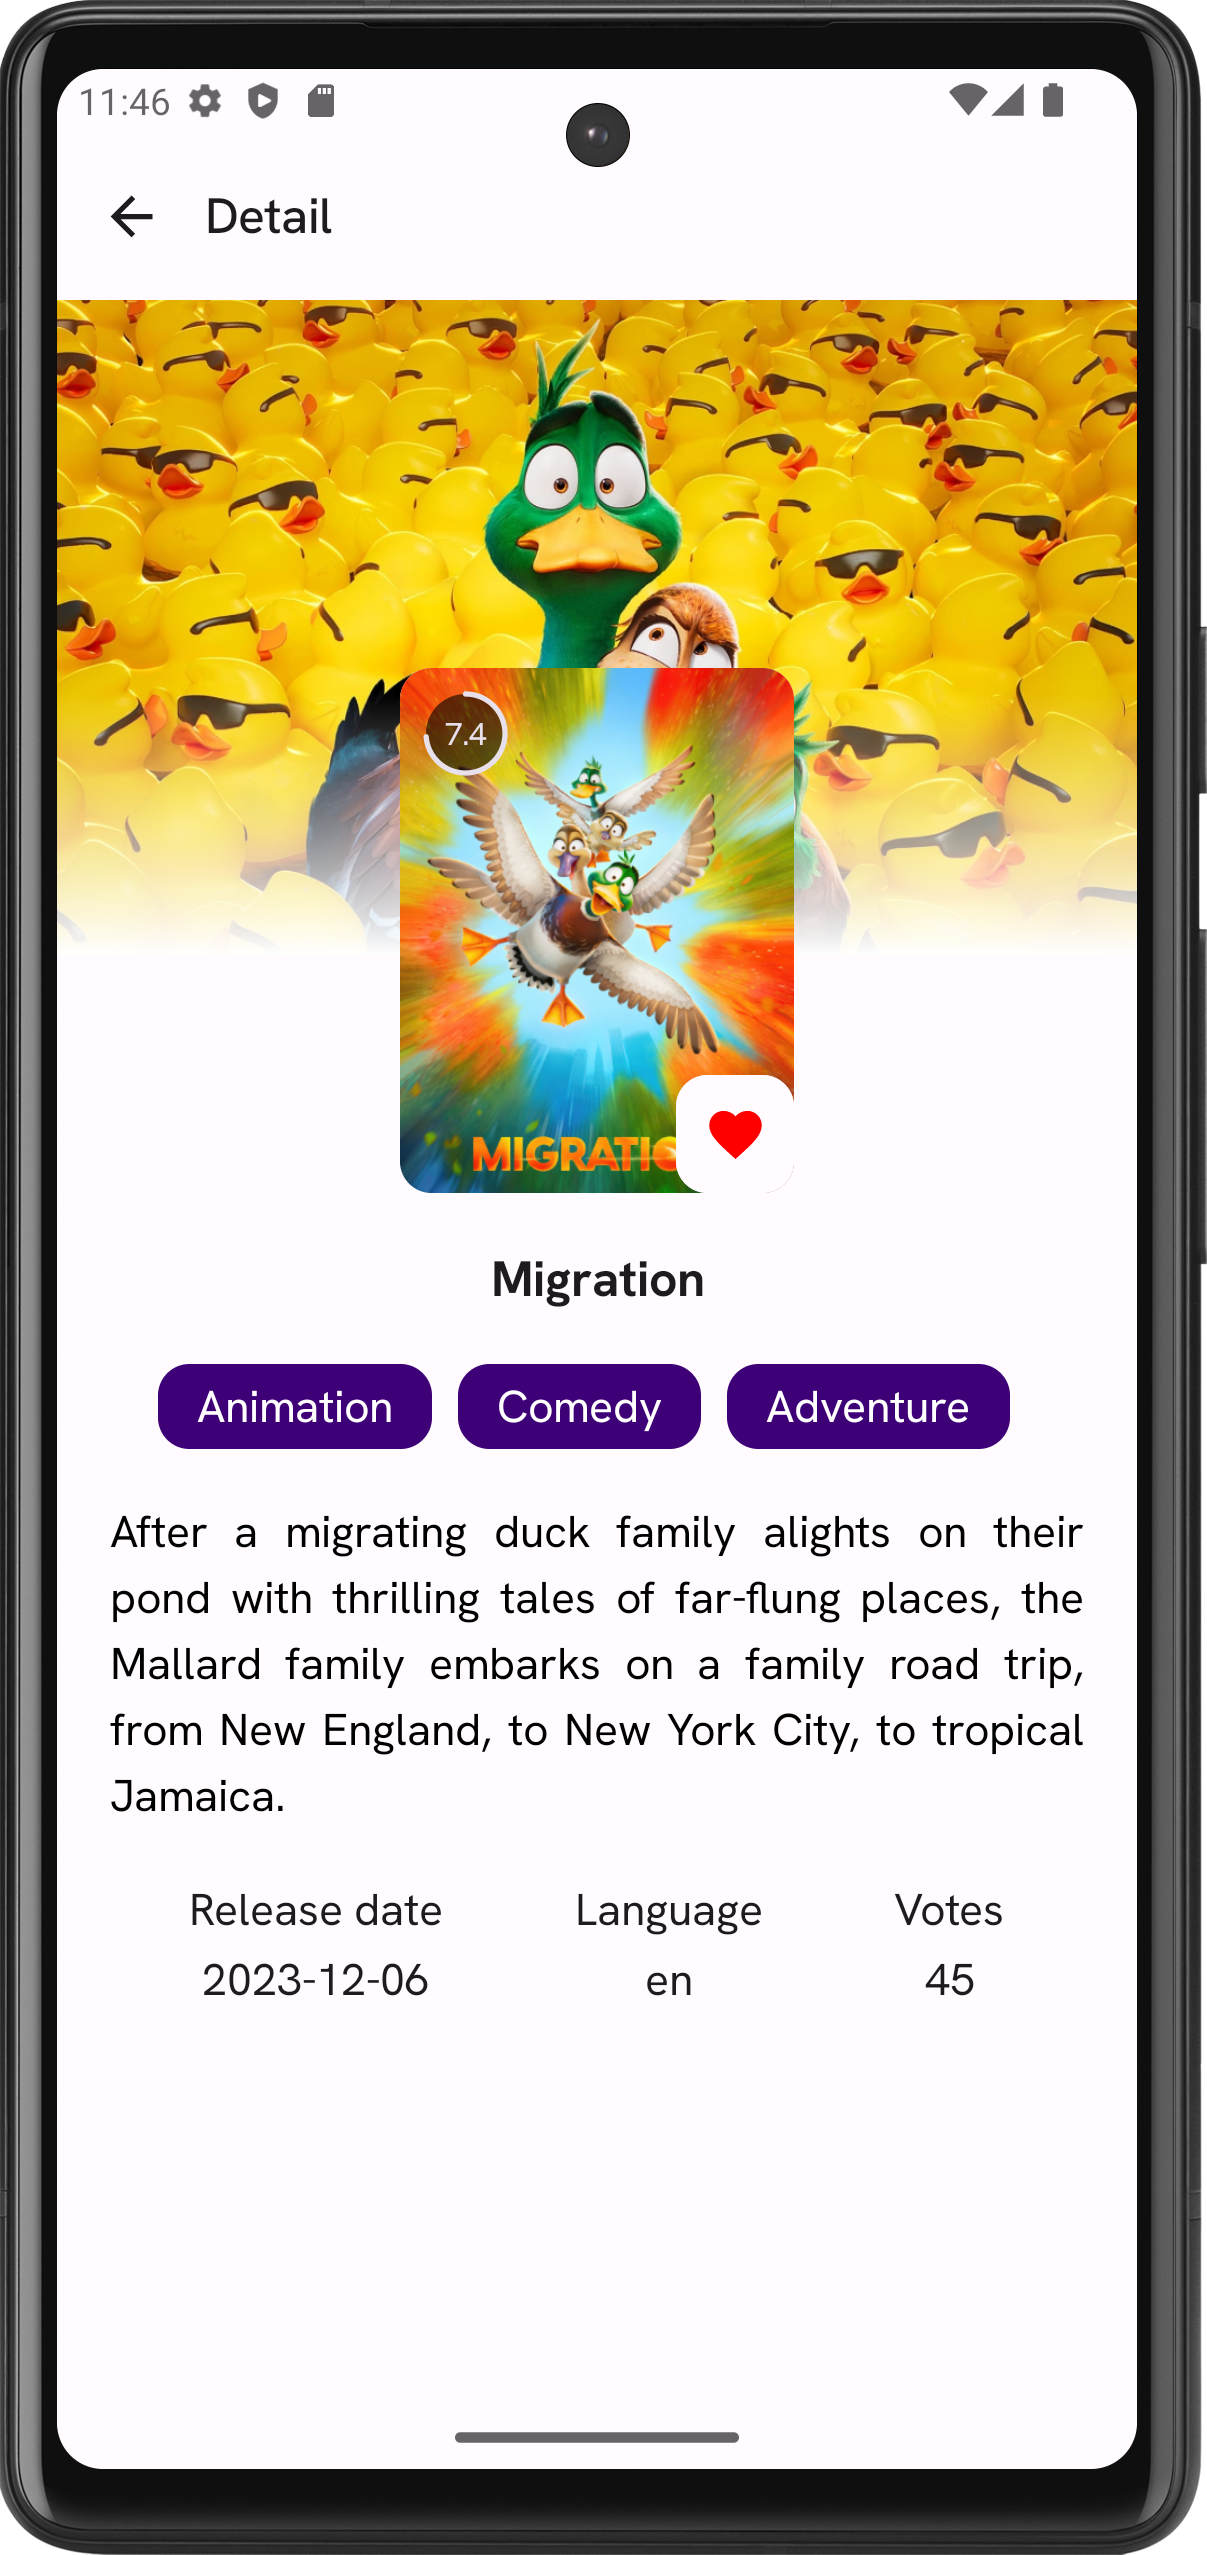 11:46
Detail
7.4
MIGRATIO
Migration
Animation Comedy Adventure
After a migrating duck family alights on their
pond with thrilling tales of far-flung places, the
Mallard family embarks on a family road trip,
from New England, to New York City, to tropical
Jamaica.
Release date Language Votes
2023-12-06 en 45